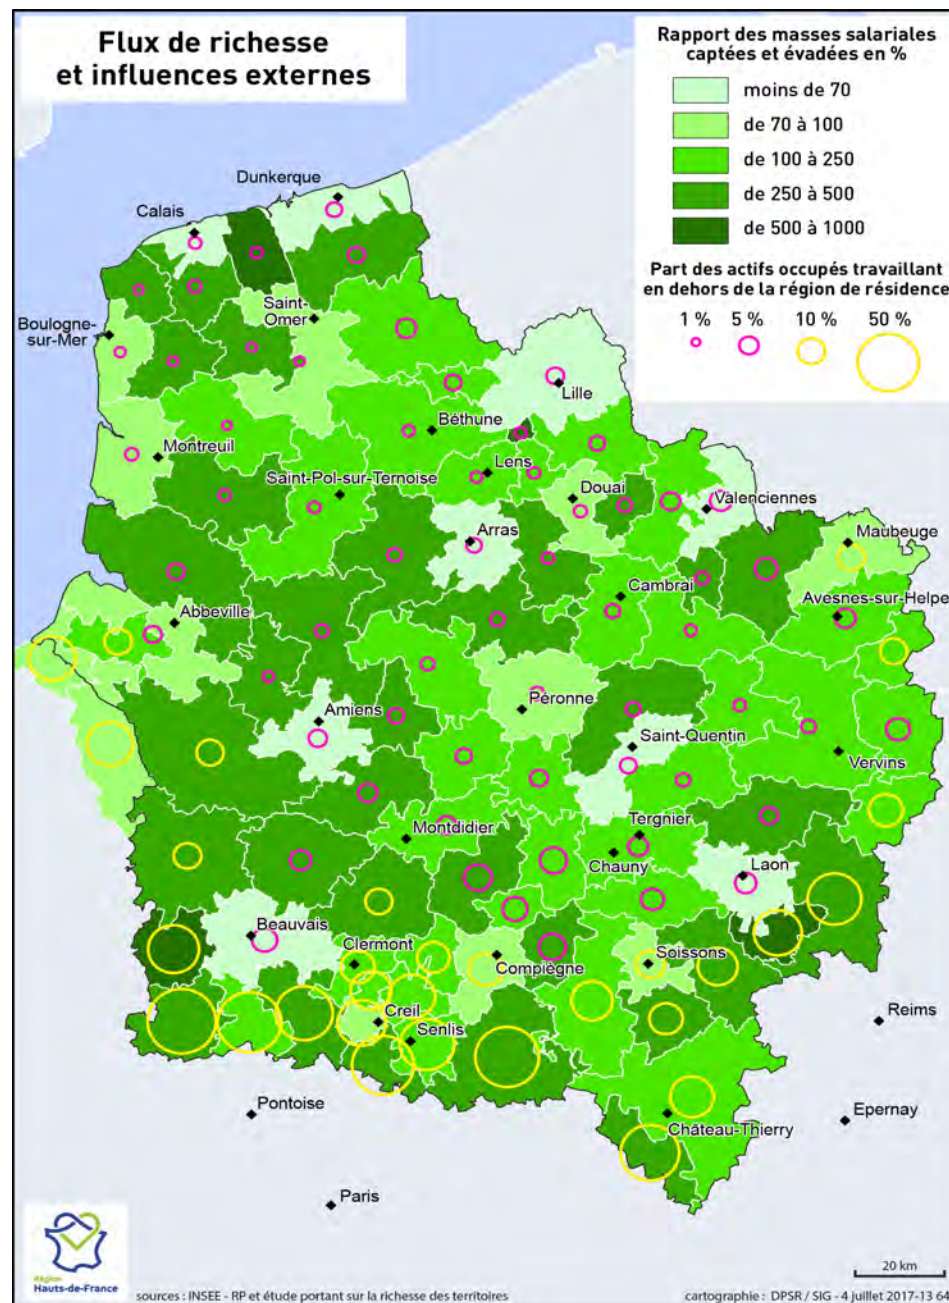 Flux de richesse
et influences externes
Rapport des masses salariales
captées et évadées en %
moins de 70
de 70 à 100
de 100 à 250
de 250 à 500
de 500 à 1000
Part des actifs occupés travaillant
en dehors de la région de résidence
1 % 5 % 10 % 50 %
Dunkerque
Calais
Saint-
Omer
Boulogne-
sur-Mer
Lille
Béthune
Montreuil
Lens
Saint-Pol-sur-Ternoise
Douai
Valenciennes
Arras
Maubeuge
Cambrai
Avesnes-sur-Helpe
Abbeville
Péronne
Amiens
Saint-Quentin
Vervins
Montdidier
Tergnier
Chauny
Laon
Beauvais
Clermont
Compiègne
Soissons
Creil
Senlis
Reims
Pontoise
Château-Thierry
Epernay
Paris
Région
Hauts-de-France
20 km
sources : INSEE - RP et étude portant sur la richesse des territoires
cartographie : DPSR / SIG - 4 juillet 2017-13 64